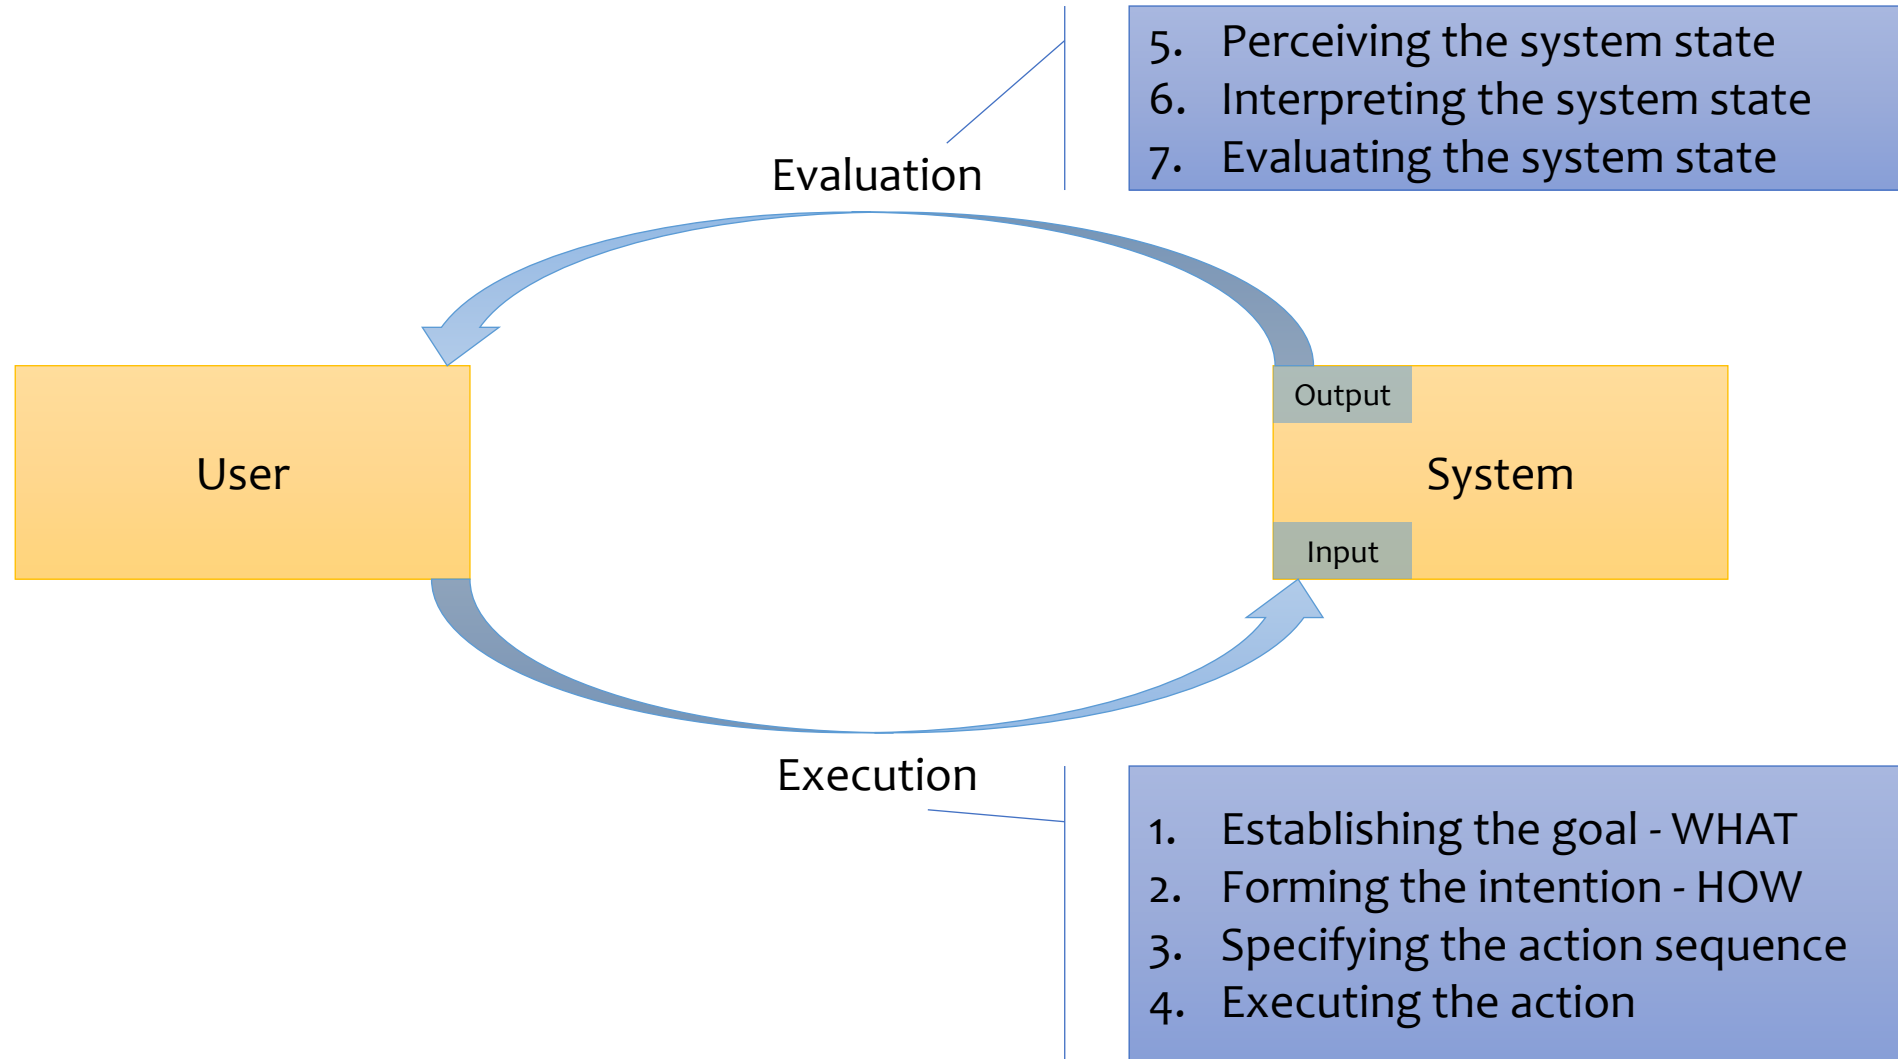 5. Perceiving the system state
6. Interpreting the system state
7. Evaluating the system state
Evaluation
Output
User
System
Input
Execution
1. Establishing the goal - WHAT
2. Forming the intention - HOW
3. Specifying the action sequence
4. Executing the action